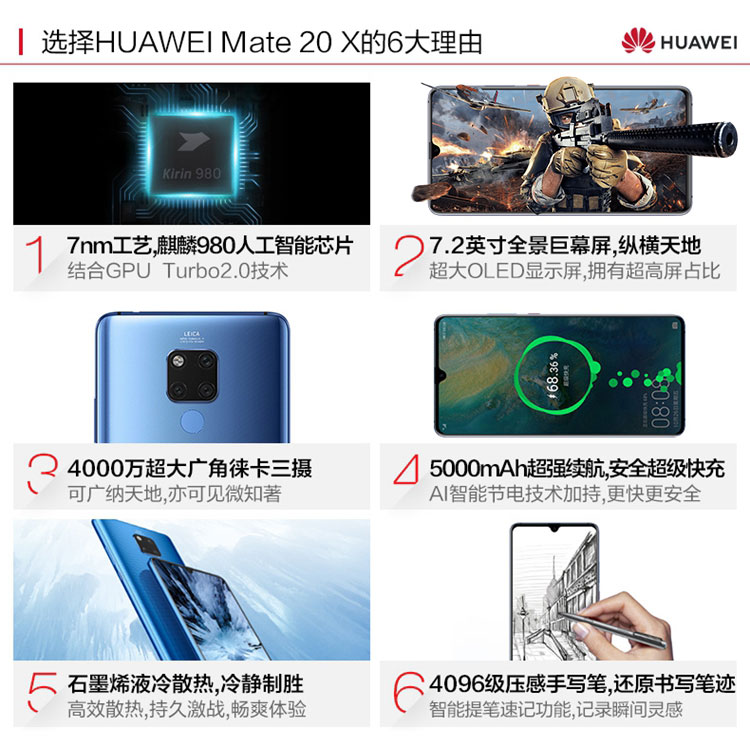 选择HUAWEI Mate 20 X的6大理由
HUAWEI
Kirin 980
1
7nm工艺,麒麟980人工智能芯片
结合GPU Turbo2.0技术
2
7.2英寸全景巨幕屏,纵横天地
超大OLED显示屏,拥有超高屏占比
LEICA
3
4000万超大广角徕卡三摄
可广纳天地,亦可见微知著
68.36%
超级快充
08:08
4
5000mAh超强续航,安全超级快充
AI智能节电技术加持,更快更安全
5
石墨烯液冷散热,冷静制胜
高效散热,持久激战,畅爽体验
6
4096级压感手写笔,还原书写笔迹
智能提笔速记功能,记录瞬间灵感